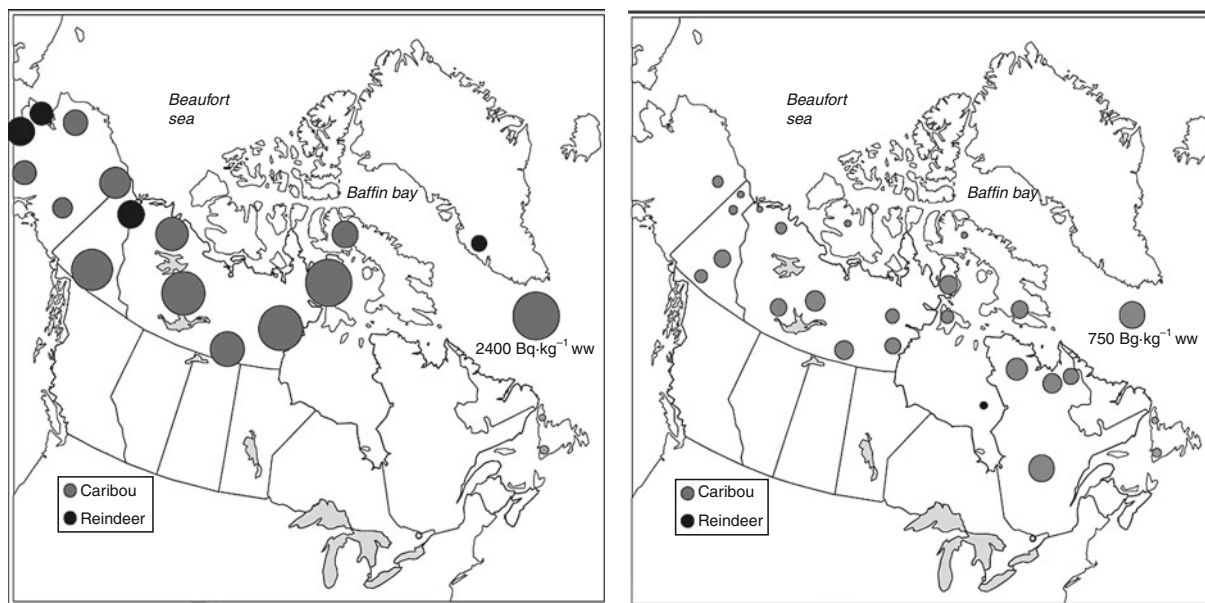 Beaufort
sea
Baffin bay
2400 Bq·kg⁻¹ ww
Caribou
Reindeer
Beaufort
sea
Baffin bay
750 Bg·kg⁻¹ ww
Caribou
Reindeer